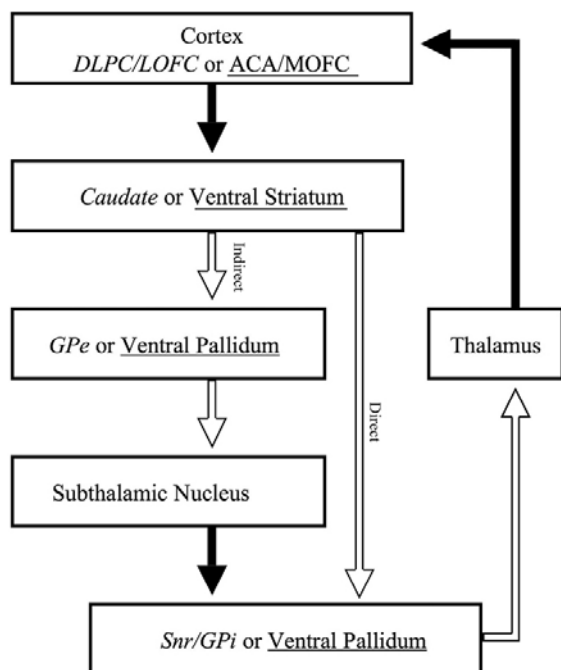 Cortex
DLPC/LOFC or ACA/MOFC
Caudate or Ventral Striatum
Indirect
GPe or Ventral Pallidum
Thalamus
Direct
Subthalamic Nucleus
Snr/GPi or Ventral Pallidum